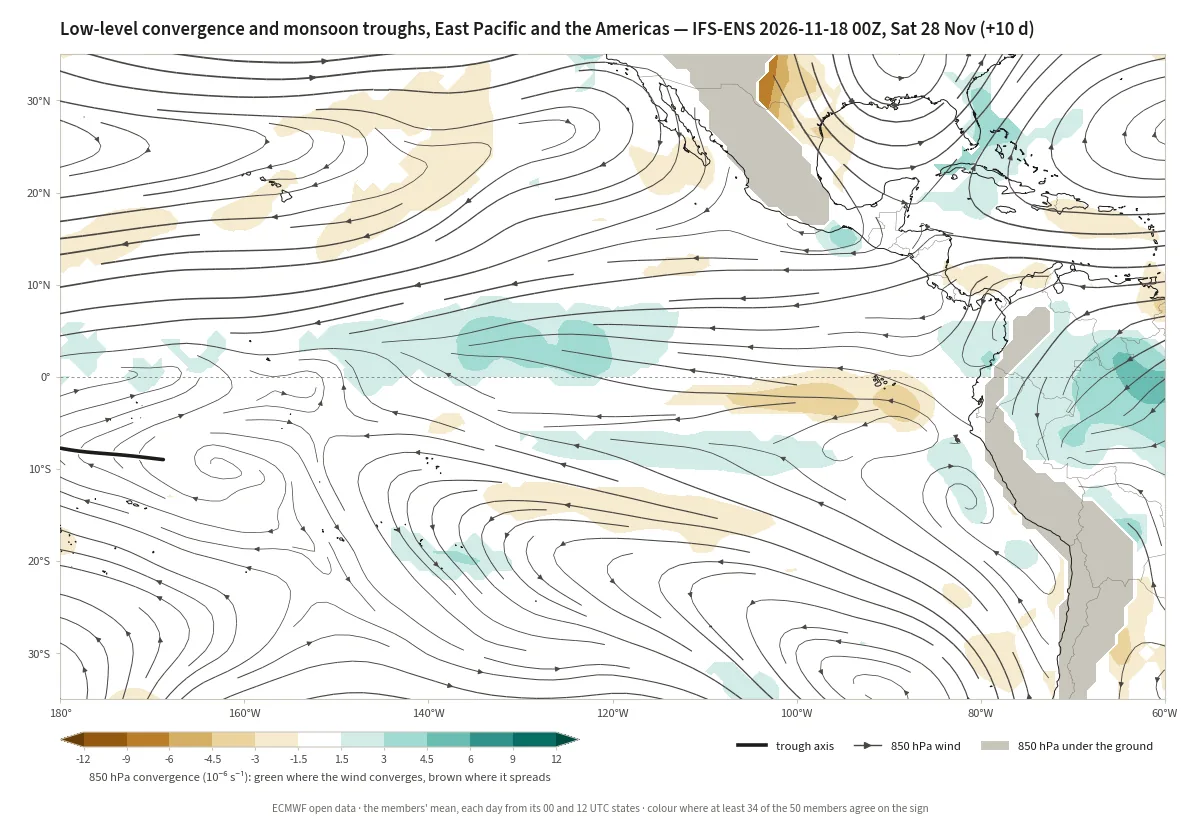 Low-level convergence and monsoon troughs, East Pacific and the Americas — IFS-ENS 2026-11-18 00Z, Sat 28 Nov (+10 d)
30°N
20°N
10°N
0°
10°S
20°S
30°S
180° 160°W 140°W 120°W 100°W 80°W 60°W
-12 -9 -6 -4.5 -3 -1.5 1.5 3 4.5 6 9 12
850 hPa convergence (10⁻⁶ s⁻¹): green where the wind converges, brown where it spreads
trough axis 850 hPa wind 850 hPa under the ground
ECMWF open data · the members' mean, each day from its 00 and 12 UTC states · colour where at least 34 of the 50 members agree on the sign